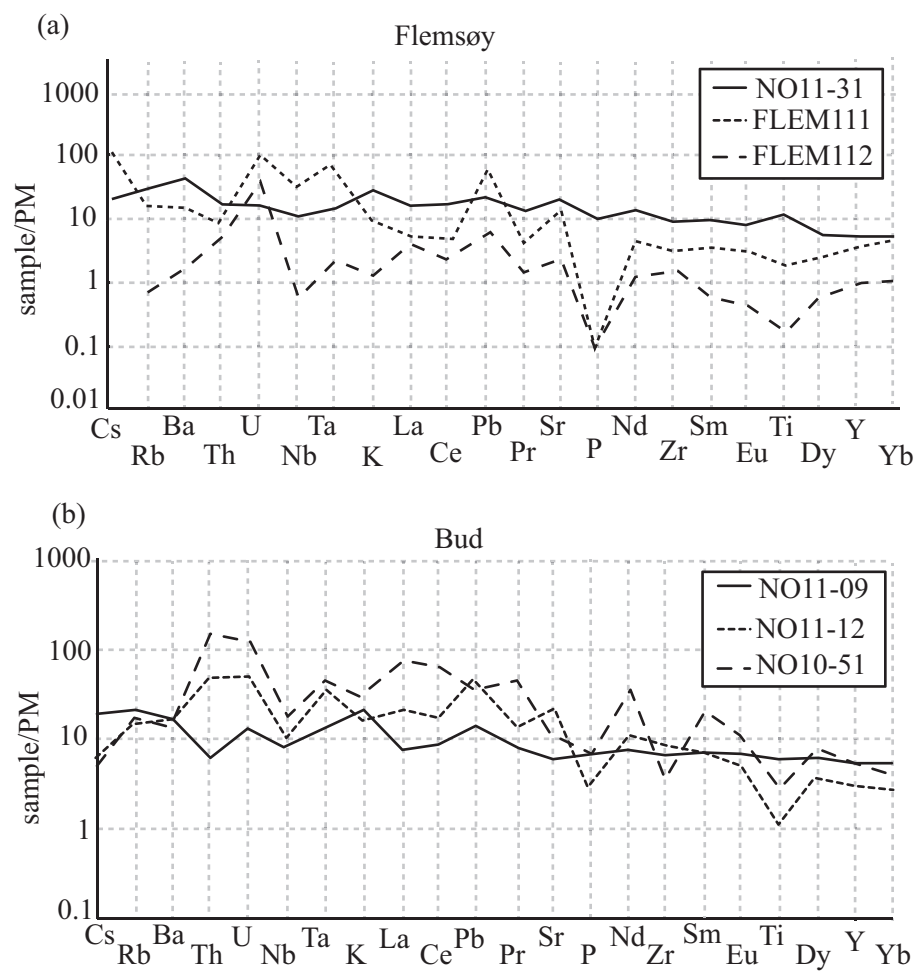 (a)
Flemsøy
1000
100
10
1
0.1
0.01
sample/PM
NO11-31
FLEM111
FLEM112
Cs Ba U Ta La Pb Sr Nd Sm Ti Y
Rb Th Nb K Ce Pr P Zr Eu Dy Yb
(b)
Bud
1000
100
10
1
0.1
sample/PM
NO11-09
NO11-12
NO10-51
Cs Ba U Ta La Pb Sr Nd Sm Ti Y
Rb Th Nb K Ce Pr P Zr Eu Dy Yb